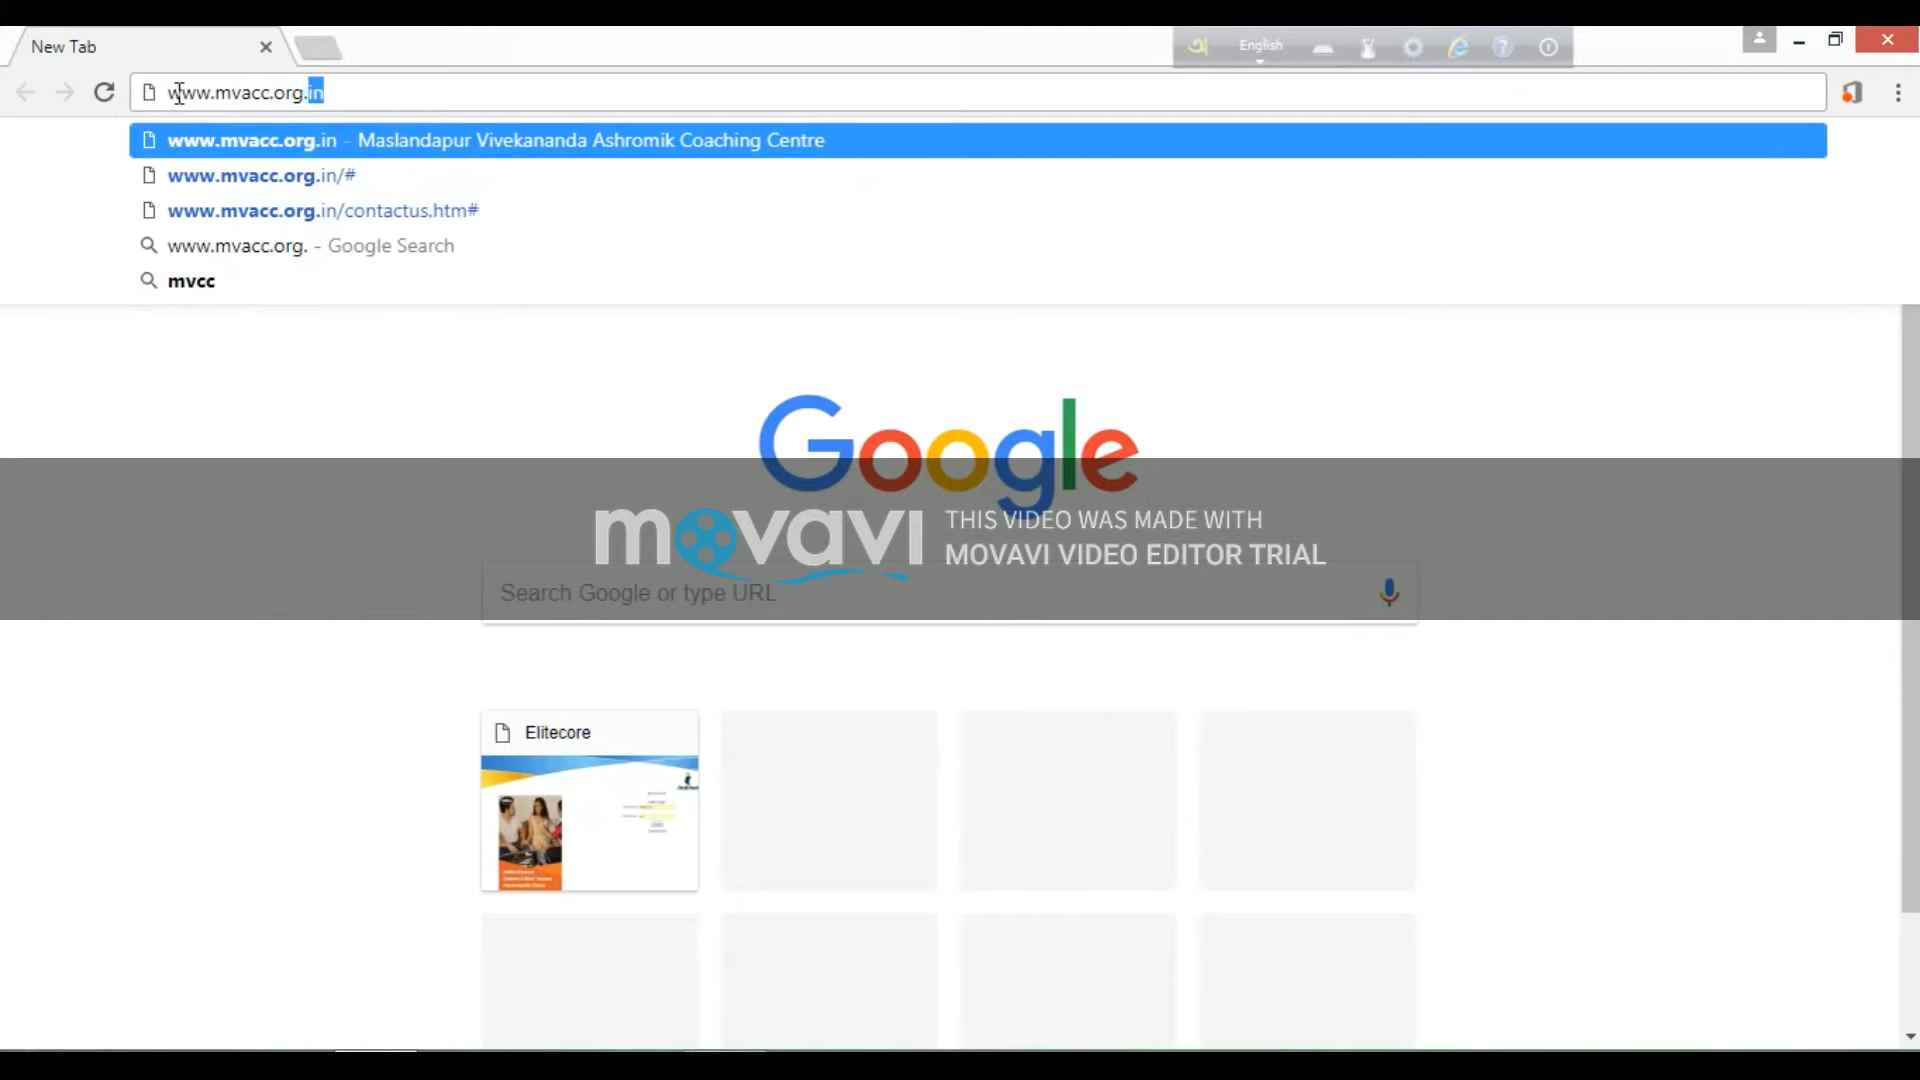 New Tab
অ English
www.mvacc.org.in
www.mvacc.org.in - Maslandapur Vivekananda Ashromik Coaching Centre
www.mvacc.org.in/#
www.mvacc.org.in/contactus.htm#
www.mvacc.org. - Google Search
mvcc
Google
movavi
THIS VIDEO WAS MADE WITH
MOVAVI VIDEO EDITOR TRIAL
Search Google or type URL
Elitecore